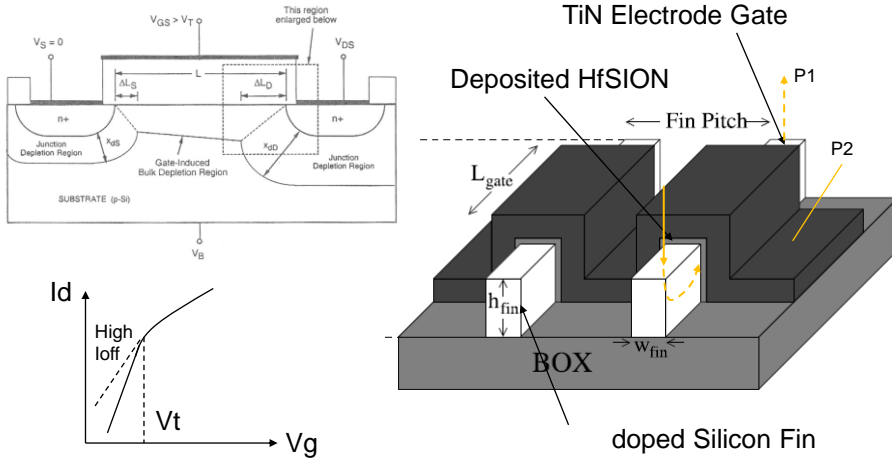 This region
enlarged below
V_GS > V_T
V_S = 0
V_DS
L
ΔL_S
ΔL_D
n+
n+
x_dS
x_dD
Junction
Depletion Region
Gate-Induced
Bulk Depletion Region
Junction
Depletion Region
SUBSTRATE (p-Si)
V_B
Id
High
Ioff
Vt
Vg
TiN Electrode Gate
Deposited HfSION
P1
Fin Pitch
P2
L_gate
h_fin
w_fin
BOX
doped Silicon Fin